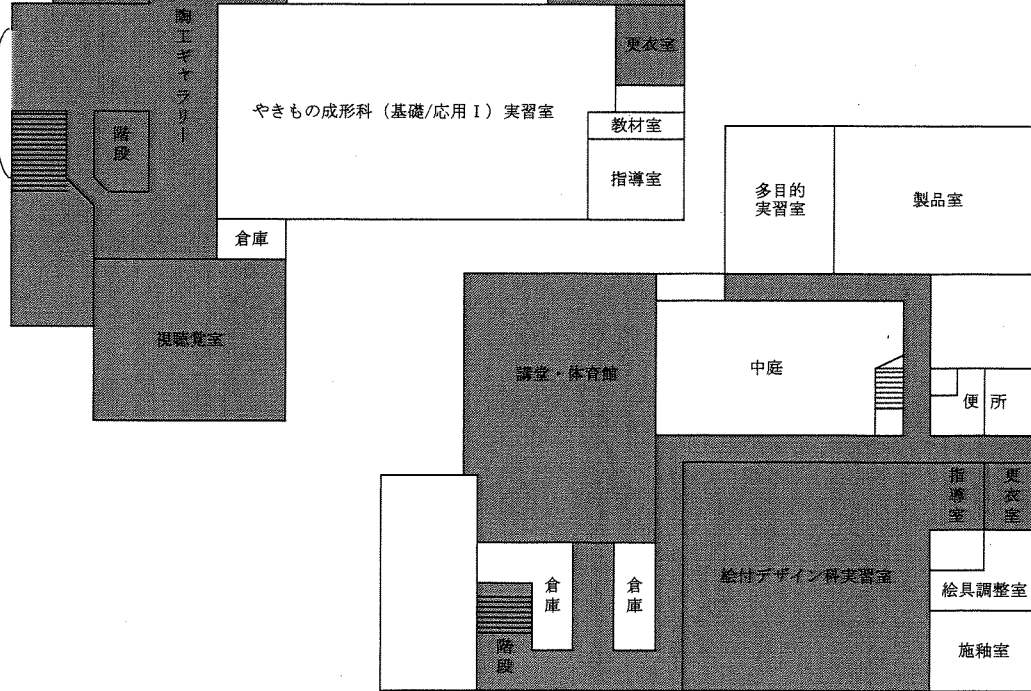 陶工ギャラリー
更衣室
やきもの成形科（基礎/応用Ⅰ）実習室
教材室
階段
指導室
多目的
実習室
製品室
倉庫
視聴覚室
講堂・体育館
中庭
便所
指導室
更衣室
絵付デザイン科実習室
倉庫
倉庫
絵具調整室
階段
施釉室